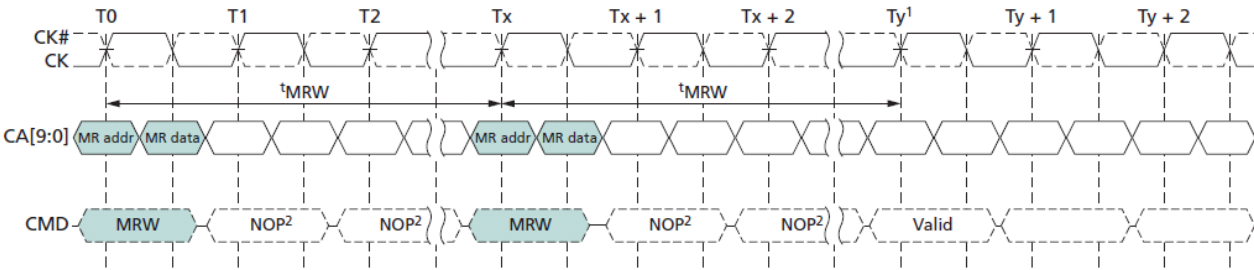 T0 T1 T2 Tx Tx + 1 Tx + 2 Ty¹ Ty + 1 Ty + 2
CK#
CK
ᵗMRW ᵗMRW
CA[9:0] MR addr MR data MR addr MR data
CMD MRW NOP² NOP² MRW NOP² NOP² Valid